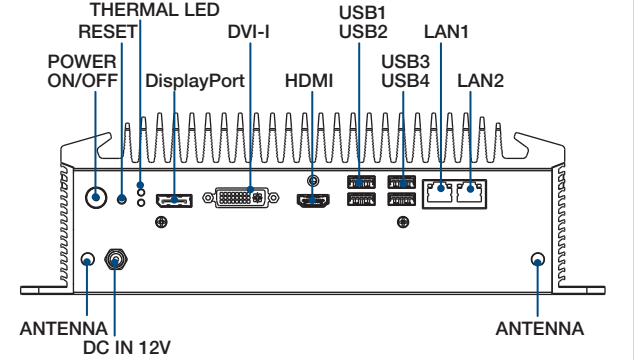 THERMAL LED
RESET
DVI-I
USB1
USB2
LAN1
POWER
ON/OFF
DisplayPort
HDMI
USB3
USB4
LAN2
ANTENNA
DC IN 12V
ANTENNA